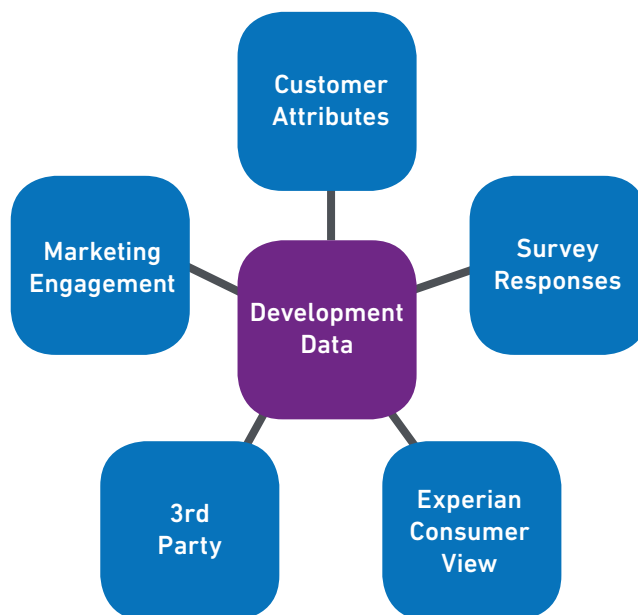 Customer
Attributes
Marketing
Engagement
Survey
Responses
Development
Data
3rd
Party
Experian
Consumer
View